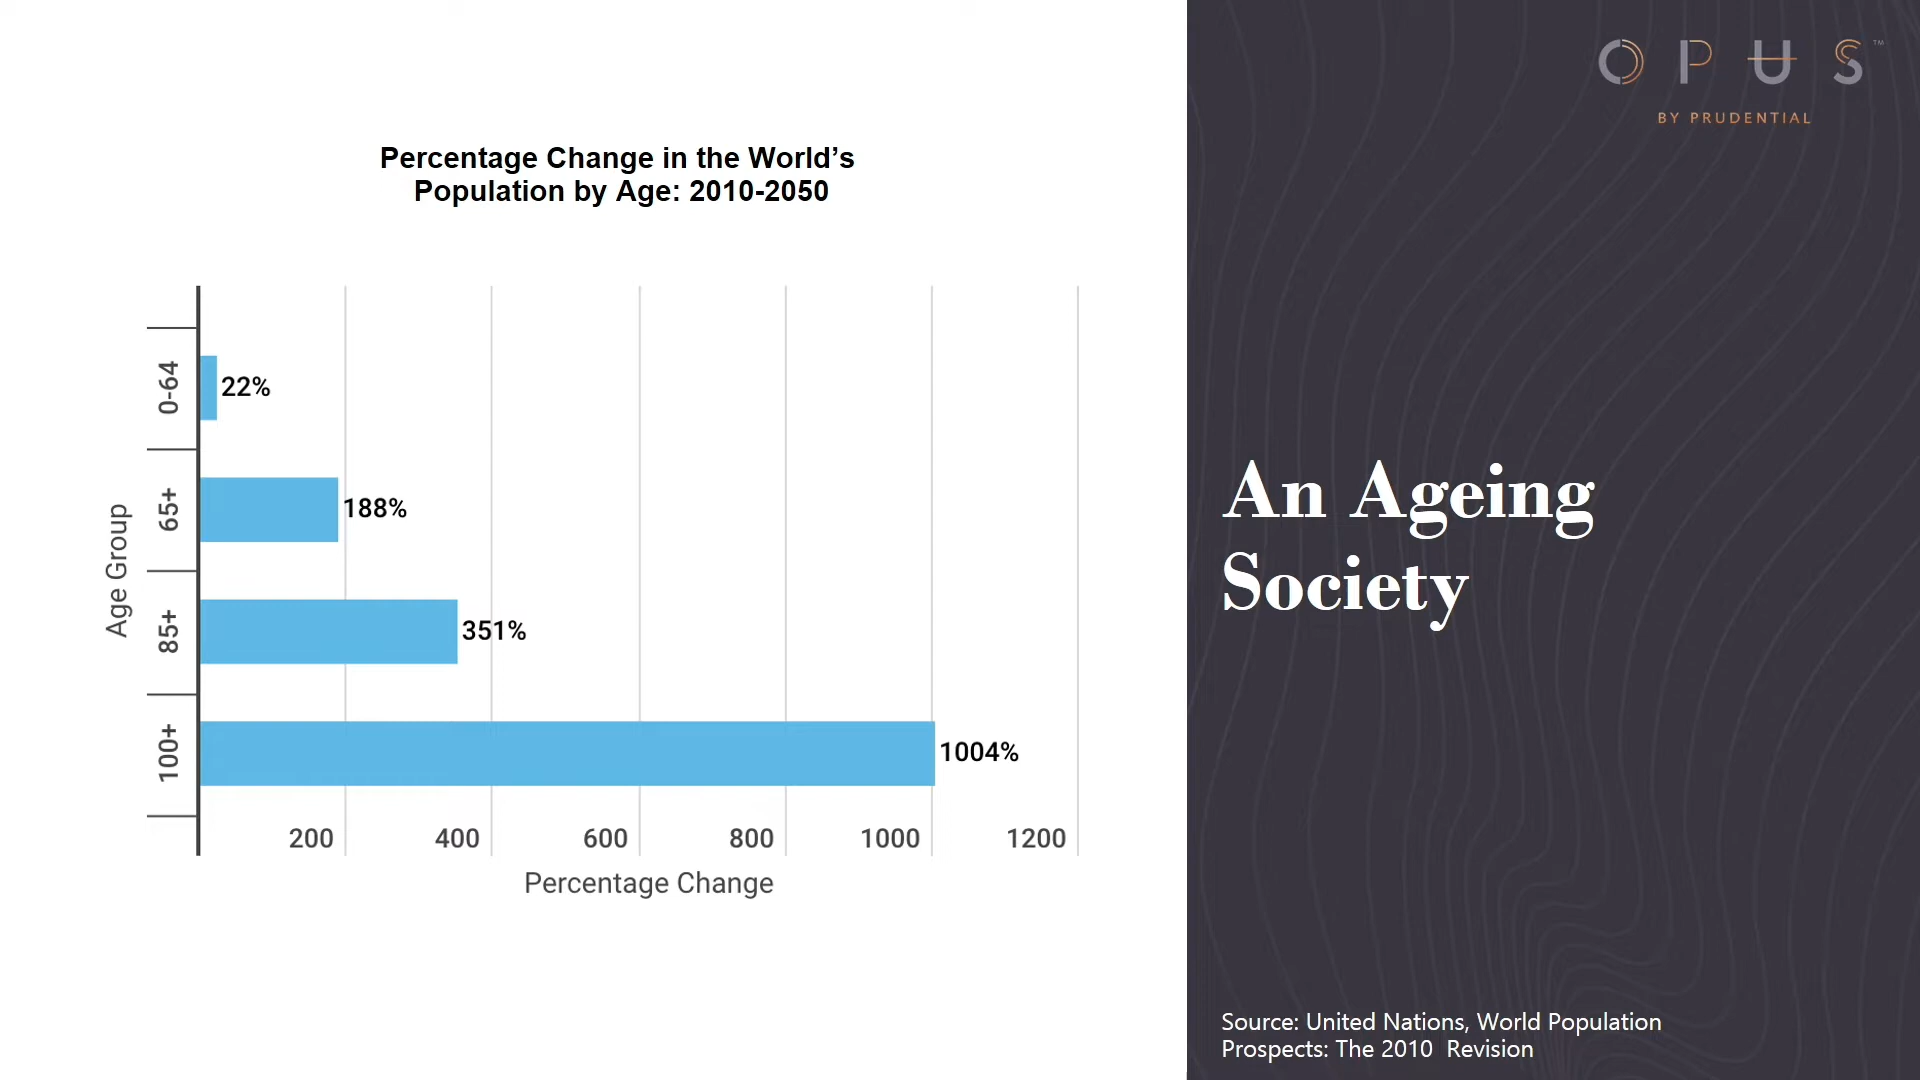 OPUS™
BY PRUDENTIAL
Percentage Change in the World’s
Population by Age: 2010-2050
Age Group
0-64
22%
65+
188%
85+
351%
100+
1004%
200 400 600 800 1000 1200
Percentage Change
An Ageing
Society
Source: United Nations, World Population
Prospects: The 2010 Revision